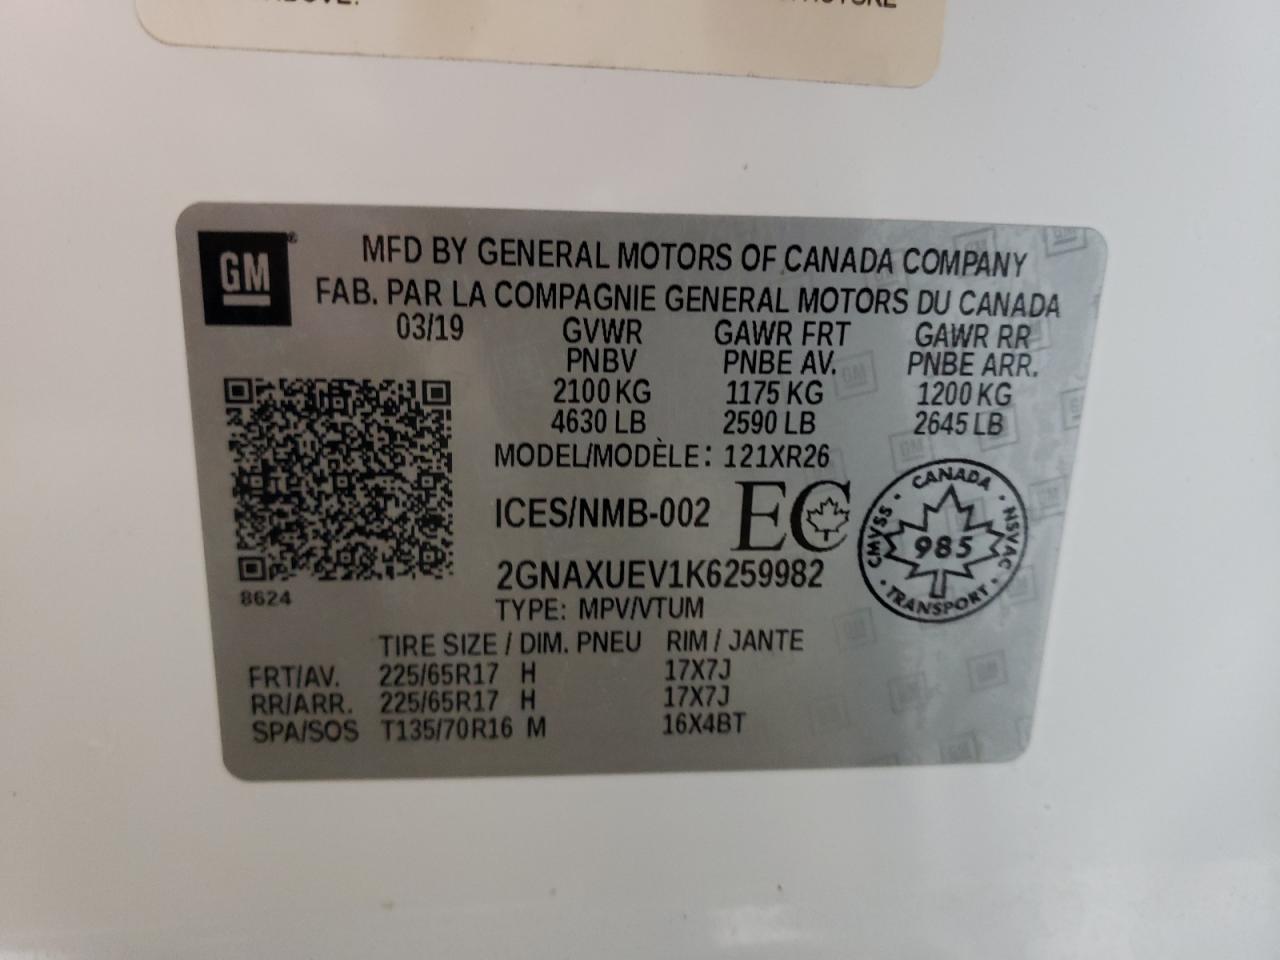 GM
MFD BY GENERAL MOTORS OF CANADA COMPANY
FAB. PAR LA COMPAGNIE GENERAL MOTORS DU CANADA
03/19 GVWR GAWR FRT GAWR RR
PNBV PNBE AV. PNBE ARR.
2100 KG 1175 KG 1200 KG
4630 LB 2590 LB 2645 LB
MODEL/MODÈLE: 121XR26
ICES/NMB-002 EC
CANADA
CMVSS 985 NSVAC
TRANSPORT
2GNAXUEV1K6259982
8624
TYPE: MPV/VTUM
TIRE SIZE / DIM. PNEU RIM / JANTE
FRT/AV. 225/65R17 H 17X7J
RR/ARR. 225/65R17 H 17X7J
SPA/SOS T135/70R16 M 16X4BT